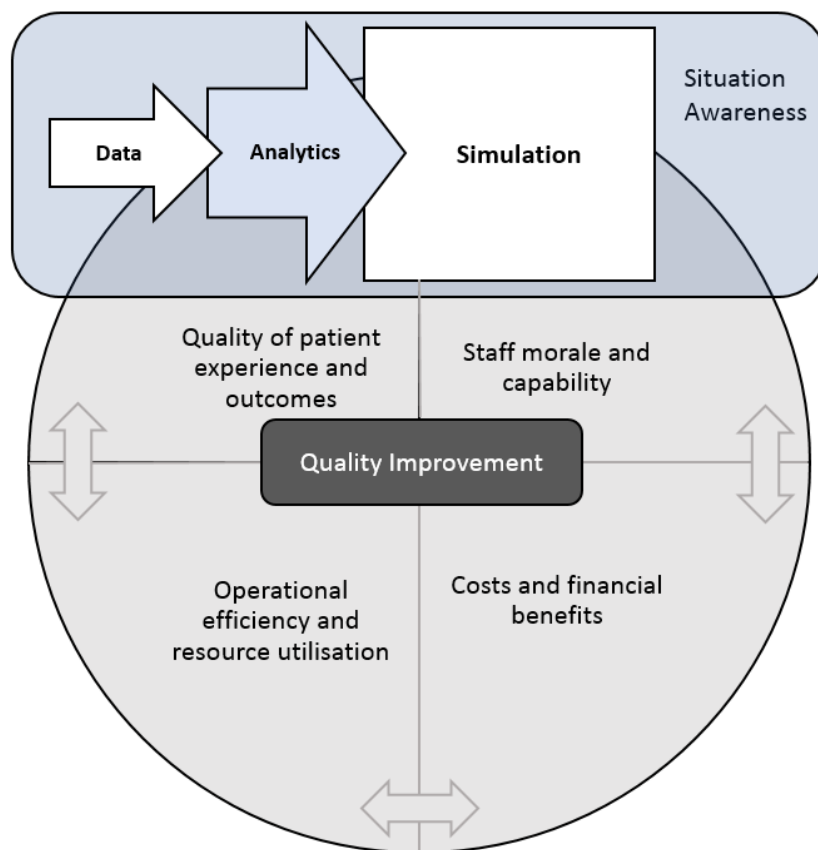 Data
Analytics
Simulation
Situation
Awareness
Quality of patient
experience and
outcomes
Staff morale and
capability
Quality Improvement
Operational
efficiency and
resource utilisation
Costs and financial
benefits